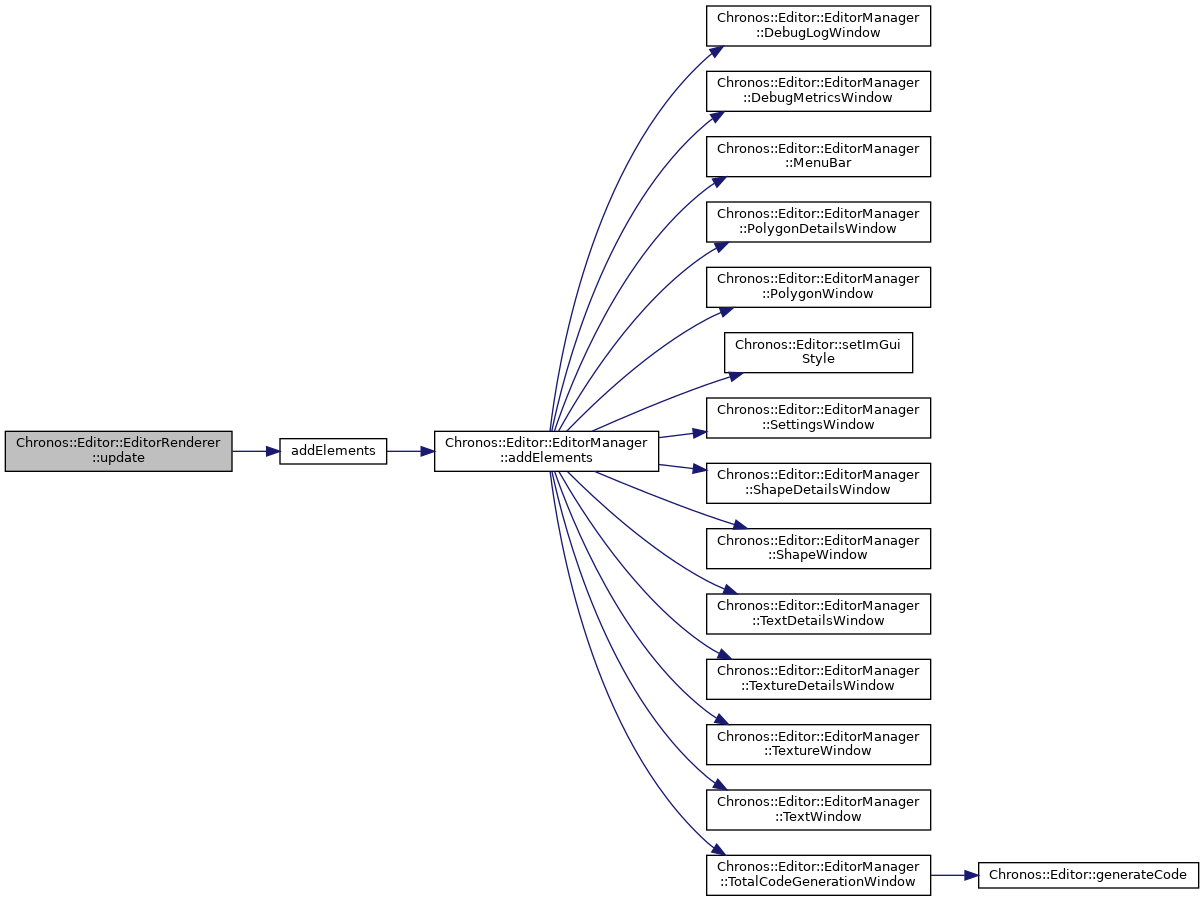 Chronos::Editor::EditorRenderer
::update
addElements
Chronos::Editor::EditorManager
::addElements
Chronos::Editor::EditorManager
::DebugLogWindow
Chronos::Editor::EditorManager
::DebugMetricsWindow
Chronos::Editor::EditorManager
::MenuBar
Chronos::Editor::EditorManager
::PolygonDetailsWindow
Chronos::Editor::EditorManager
::PolygonWindow
Chronos::Editor::setImGui
Style
Chronos::Editor::EditorManager
::SettingsWindow
Chronos::Editor::EditorManager
::ShapeDetailsWindow
Chronos::Editor::EditorManager
::ShapeWindow
Chronos::Editor::EditorManager
::TextDetailsWindow
Chronos::Editor::EditorManager
::TextureDetailsWindow
Chronos::Editor::EditorManager
::TextureWindow
Chronos::Editor::EditorManager
::TextWindow
Chronos::Editor::EditorManager
::TotalCodeGenerationWindow
Chronos::Editor::generateCode